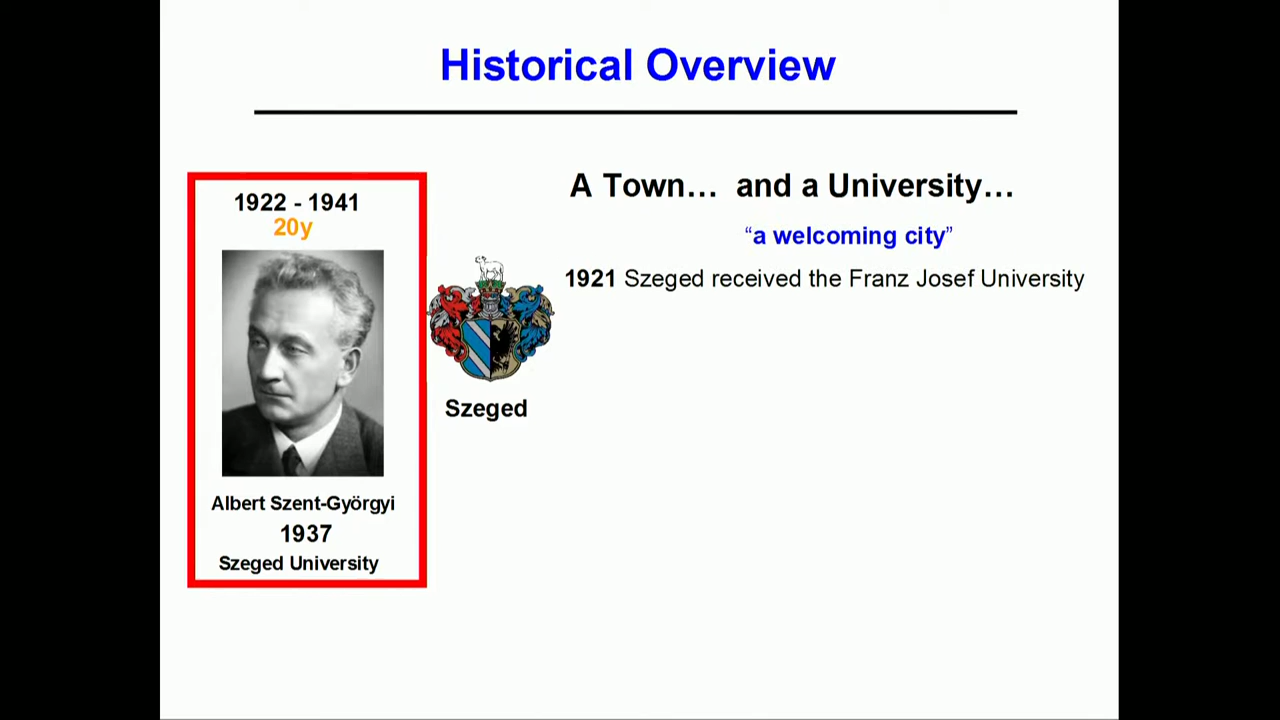 Historical Overview
1922 - 1941
20y
Albert Szent-Györgyi
1937
Szeged University
Szeged
A Town… and a University…
“a welcoming city”
1921 Szeged received the Franz Josef University